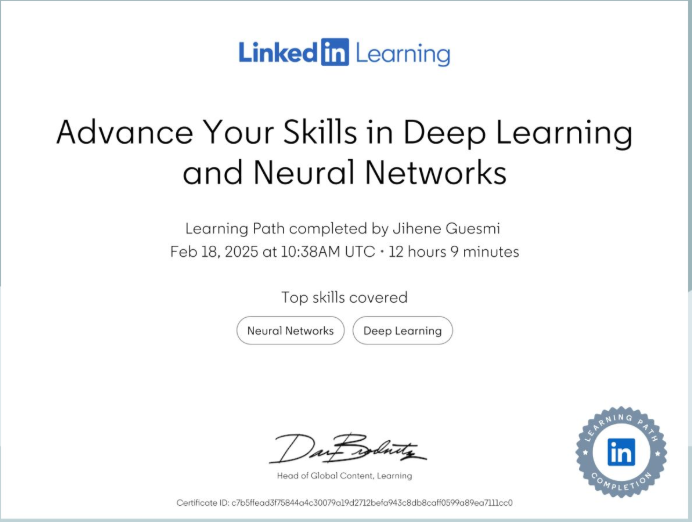 Linked in Learning
Advance Your Skills in Deep Learning
and Neural Networks
Learning Path completed by Jihene Guesmi
Feb 18, 2025 at 10:38AM UTC • 12 hours 9 minutes
Top skills covered
Neural Networks
Deep Learning
Head of Global Content, Learning
LEARNING PATH
in
COMPLETION
Certificate ID: c7b5ffead3f75844a4c30079a19d2712befa943c8db8caff0599a89ea7111cc0